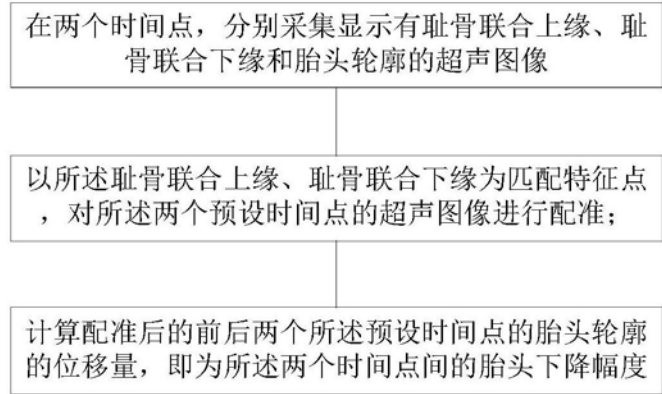 在两个时间点，分别采集显示有耻骨联合上缘、耻
骨联合下缘和胎头轮廓的超声图像
以所述耻骨联合上缘、耻骨联合下缘为匹配特征点
，对所述两个预设时间点的超声图像进行配准；
计算配准后的前后两个所述预设时间点的胎头轮廓
的位移量，即为所述两个时间点间的胎头下降幅度